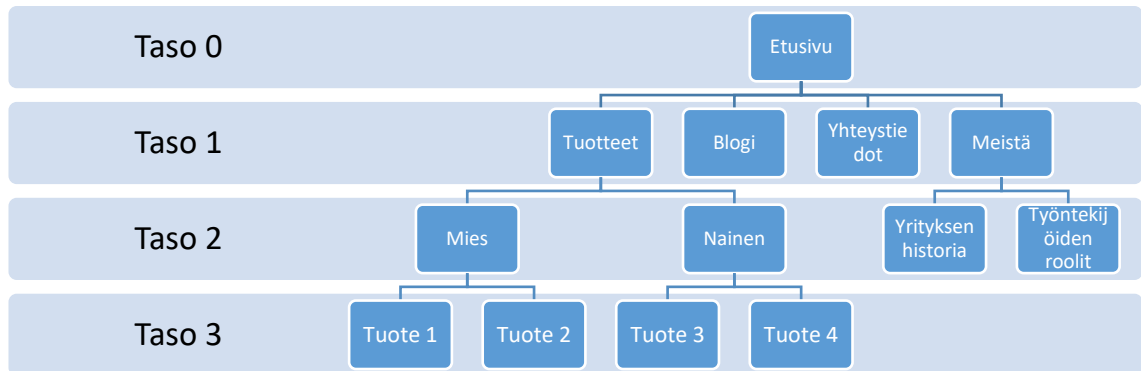 Taso 0
Etusivu
Taso 1
Tuotteet
Blogi
Yhteystie
dot
Meistä
Taso 2
Mies
Nainen
Yrityksen
historia
Työntekij
öiden
roolit
Taso 3
Tuote 1
Tuote 2
Tuote 3
Tuote 4